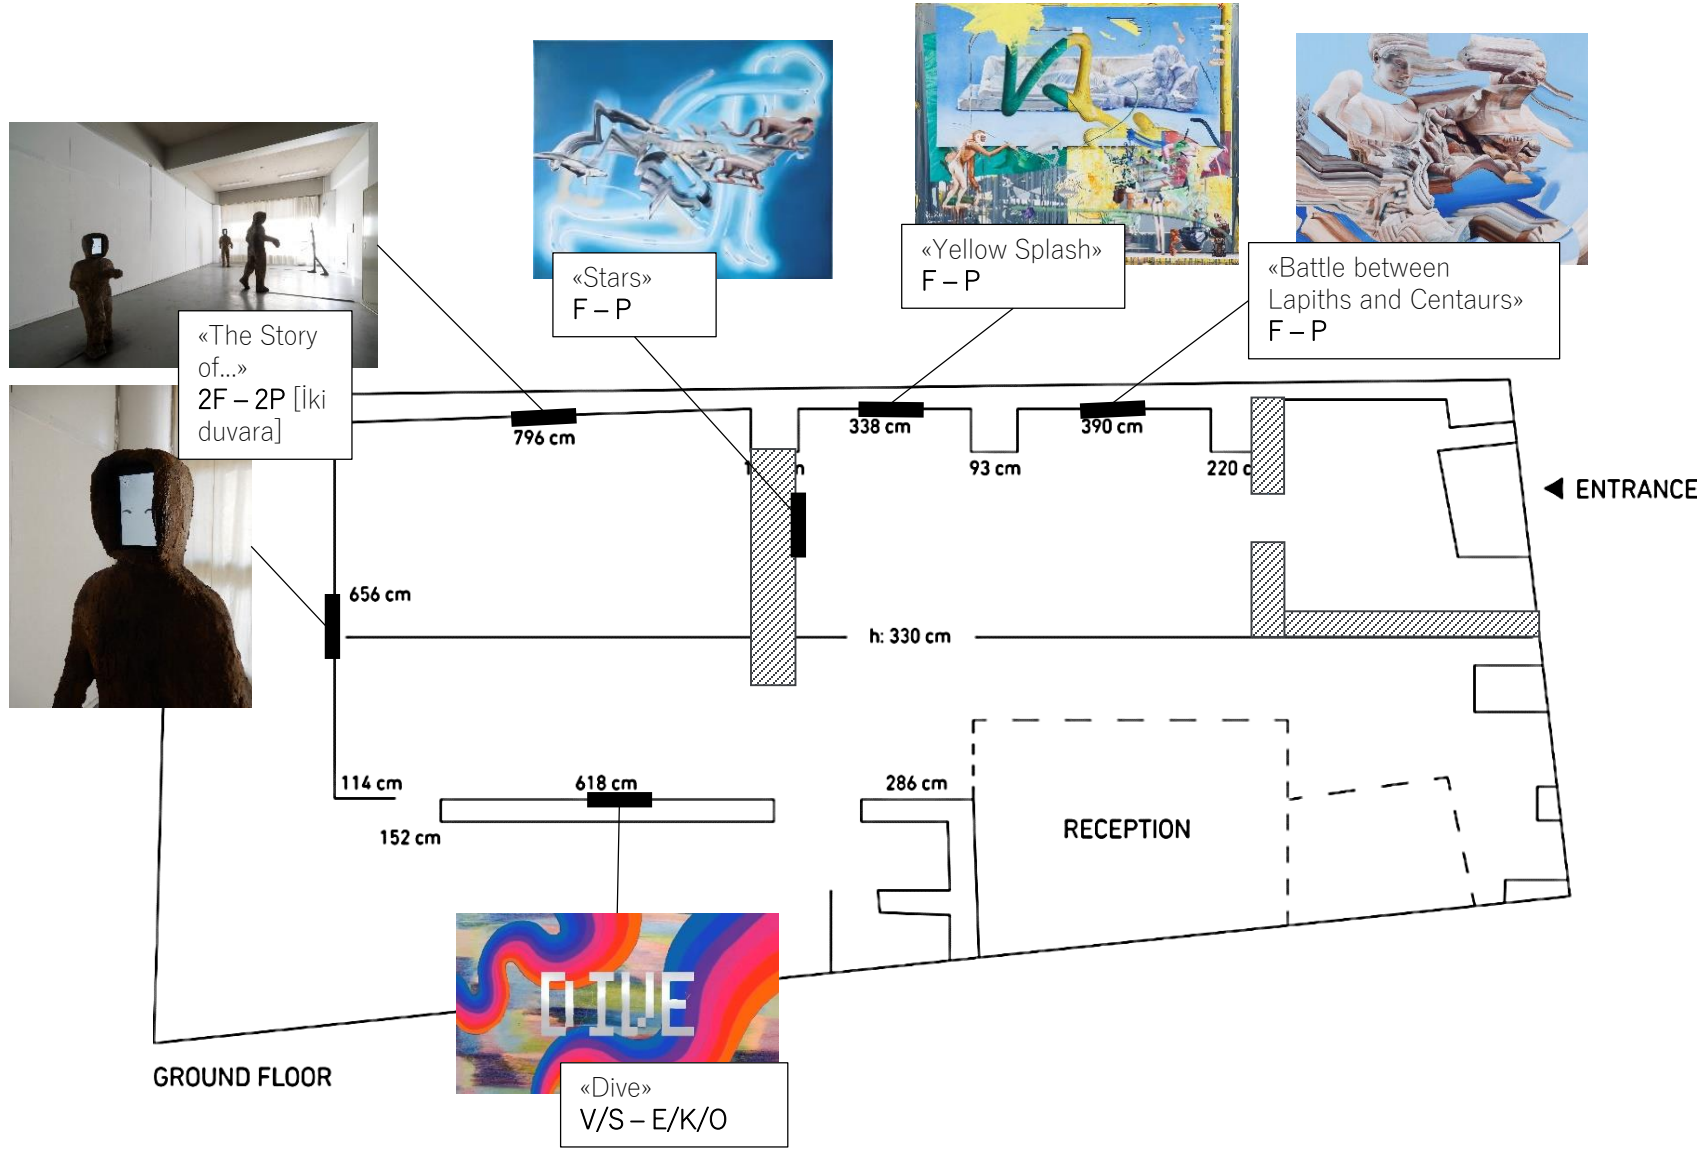 «Stars»
F – P
«Yellow Splash»
F – P
«Battle between
Lapiths and Centaurs»
F – P
«The Story
of...»
2F – 2P [İki
duvara]
796 cm
338 cm
93 cm
390 cm
220 c
ENTRANCE
656 cm
h: 330 cm
114 cm
618 cm
286 cm
152 cm
RECEPTION
DIVE
GROUND FLOOR
«Dive»
V/S – E/K/O